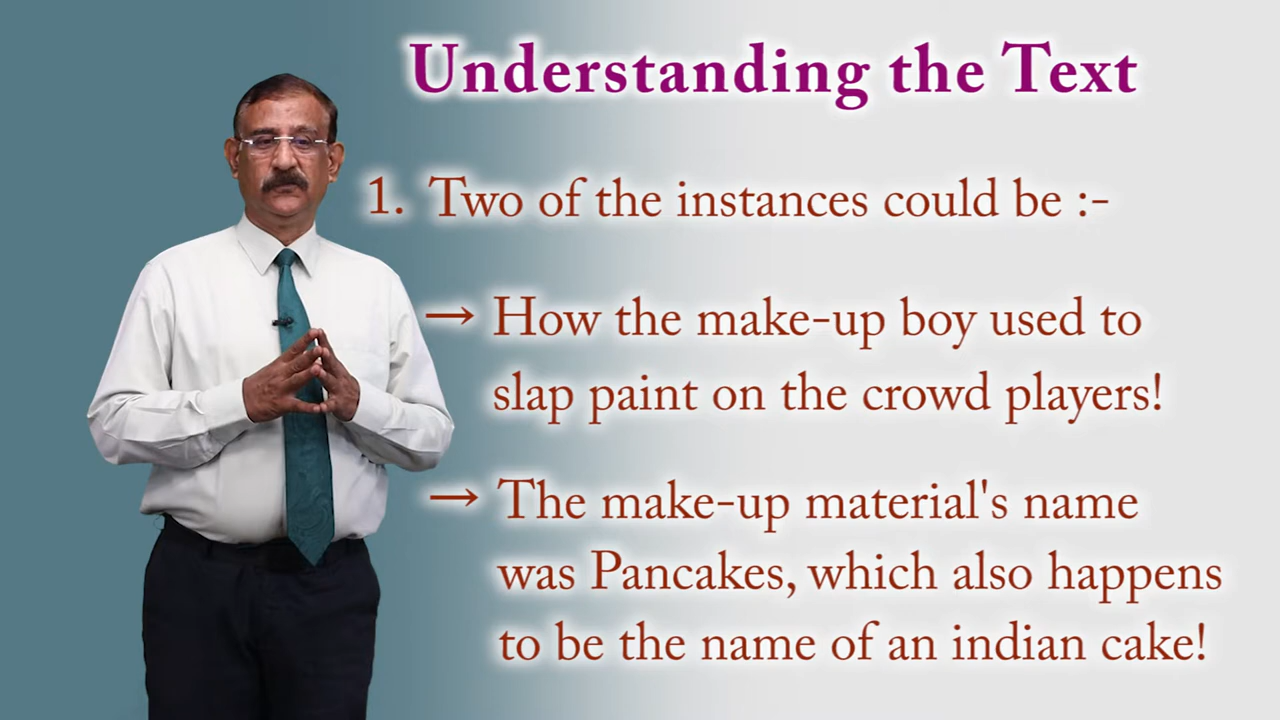 Understanding the Text
1. Two of the instances could be :-
→ How the make-up boy used to
slap paint on the crowd players!
→ The make-up material's name
was Pancakes, which also happens
to be the name of an indian cake!